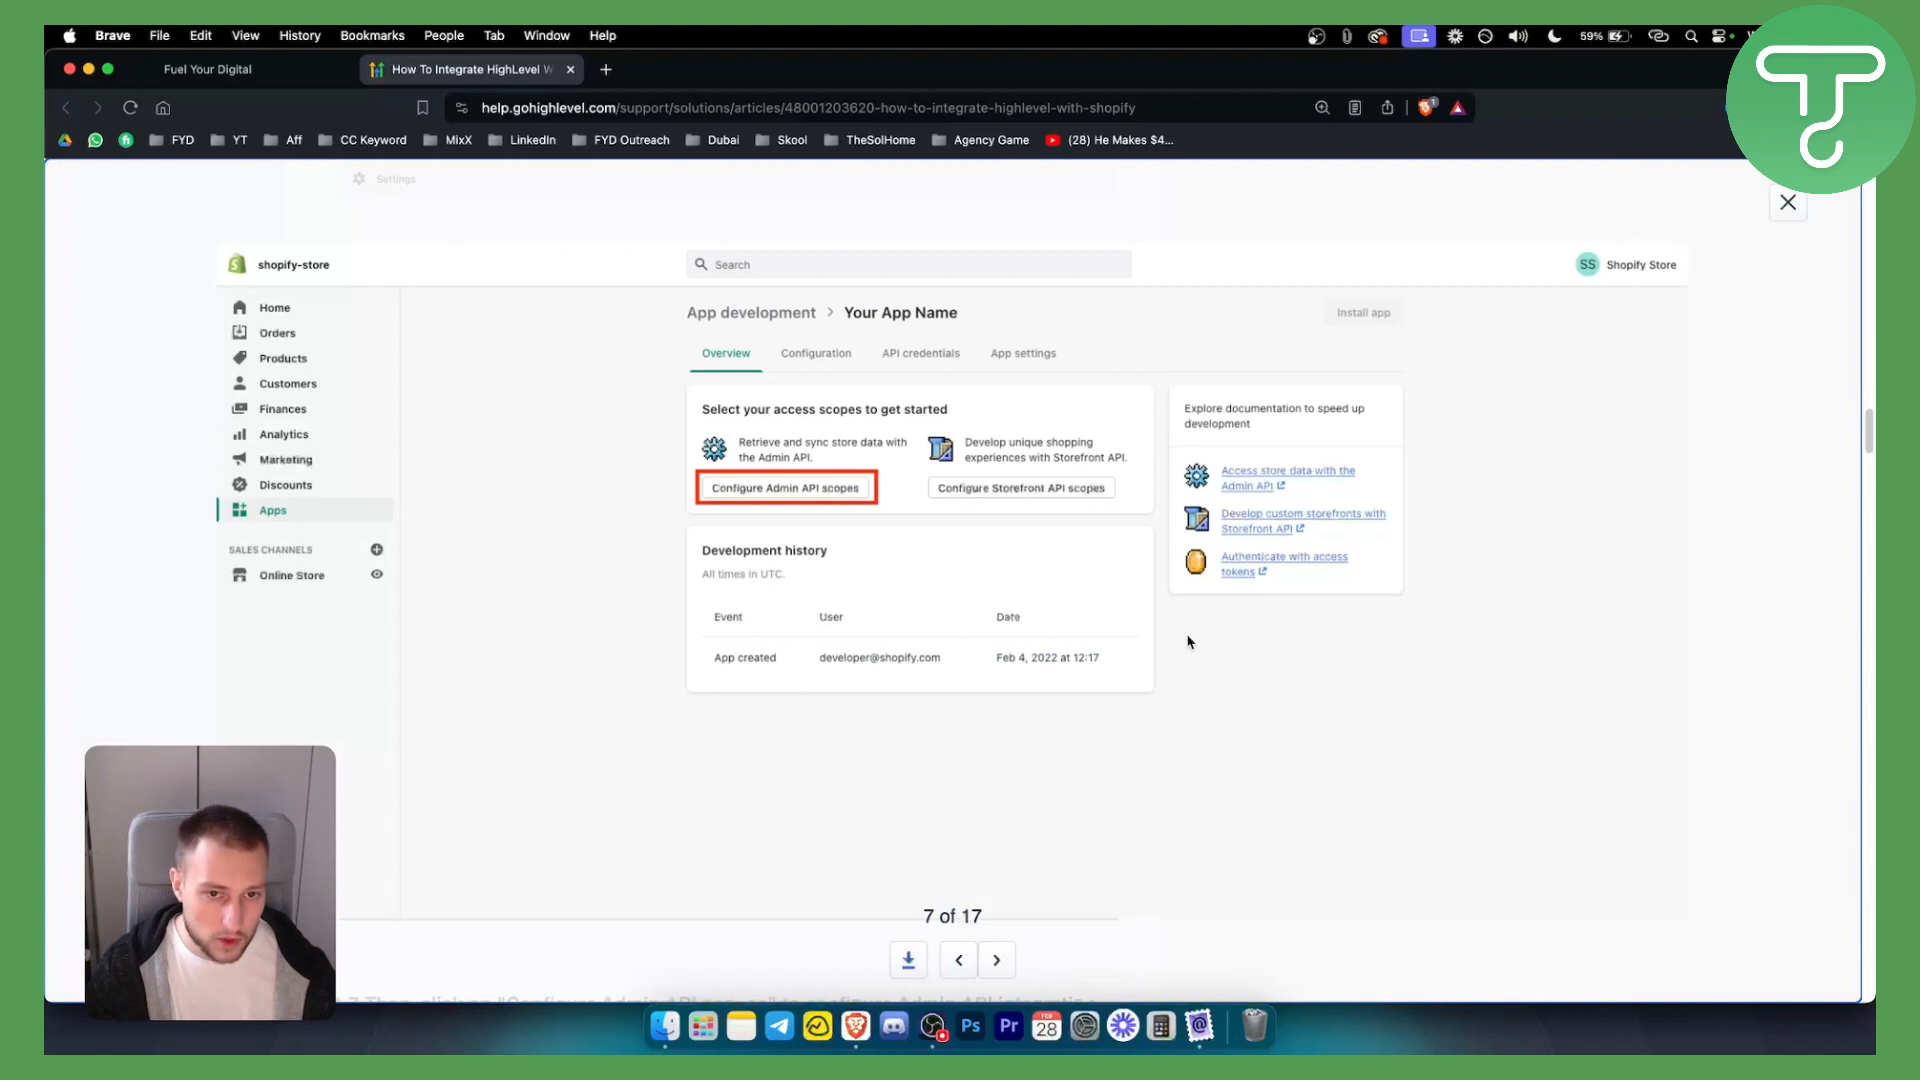 Brave File Edit View History Bookmarks People Tab Window Help 59%
Fuel Your Digital How To Integrate HighLevel W
help.gohighlevel.com/support/solutions/articles/48001203620-how-to-integrate-highlevel-with-shopify
FYD YT Aff CC Keyword MixX LinkedIn FYD Outreach Dubai Skool TheSolHome Agency Game (28) He Makes $4...
Settings
shopify-store Search SS Shopify Store
Home
Orders
Products
Customers
Finances
Analytics
Marketing
Discounts
Apps
SALES CHANNELS
Online Store
App development > Your App Name Install app
Overview Configuration API credentials App settings
Select your access scopes to get started
Retrieve and sync store data with
the Admin API.
Configure Admin API scopes
Develop unique shopping
experiences with Storefront API.
Configure Storefront API scopes
Development history
All times in UTC.
Event User Date
App created developer@shopify.com Feb 4, 2022 at 12:17
Explore documentation to speed up
development
Access store data with the
Admin API
Develop custom storefronts with
Storefront API
Authenticate with access
tokens
7 of 17
Ps Pr FEB 28